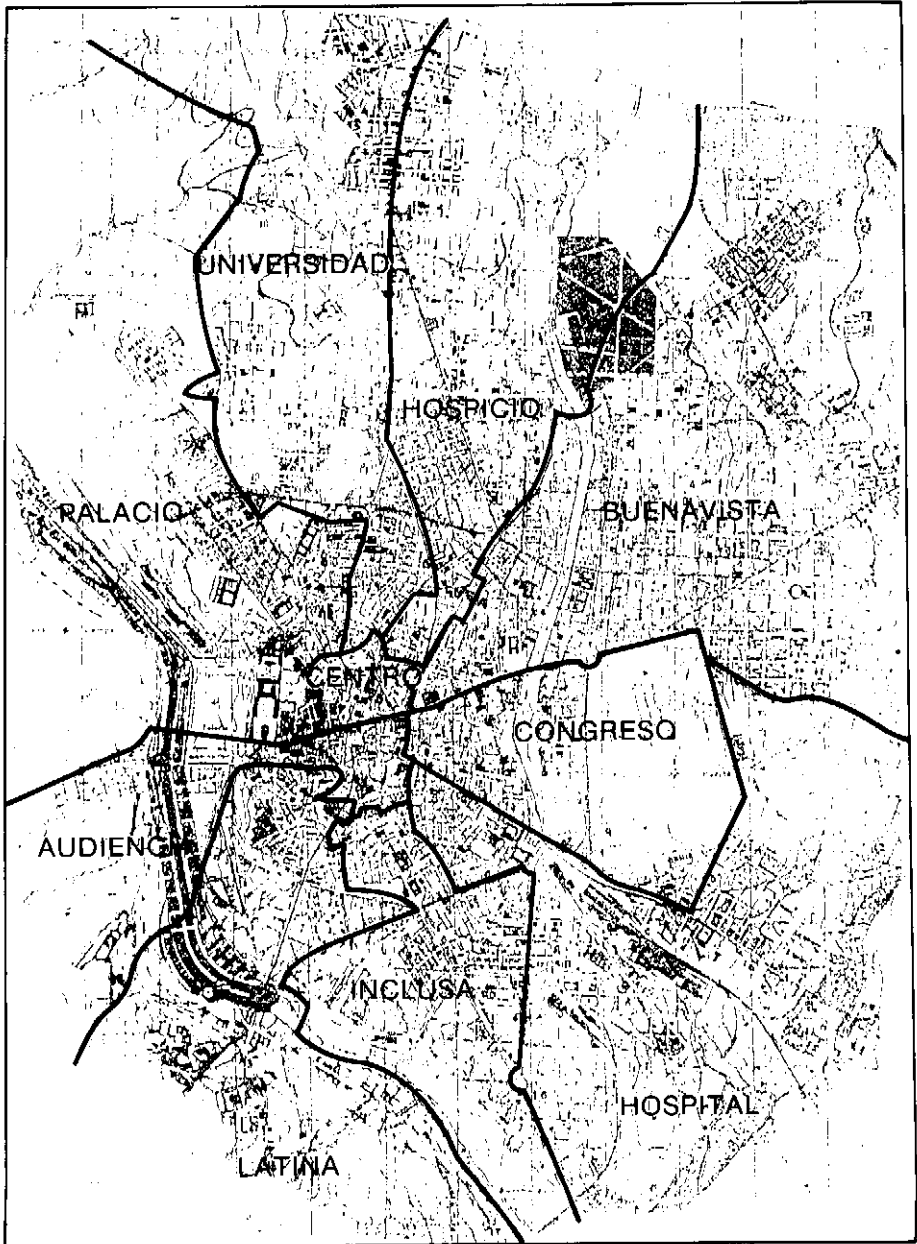 UNIVERSIDAD
HOSPICIO
PALACIO
BUENAVISTA
CENTRO
CONGRESO
AUDIENCIA
INCLUSA
HOSPITAL
LATINA